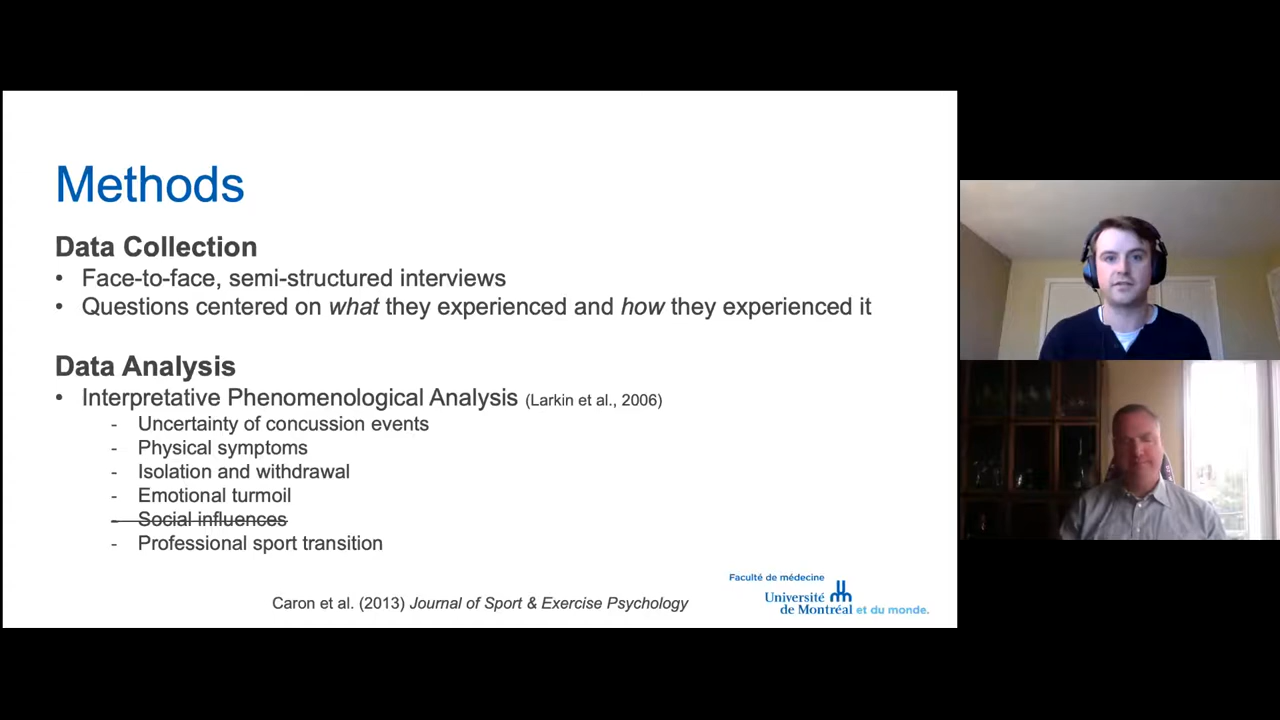 Methods
Data Collection
• Face-to-face, semi-structured interviews
• Questions centered on what they experienced and how they experienced it
Data Analysis
• Interpretative Phenomenological Analysis (Larkin et al., 2006)
- Uncertainty of concussion events
- Physical symptoms
- Isolation and withdrawal
- Emotional turmoil
- Social influences
- Professional sport transition
Caron et al. (2013) Journal of Sport & Exercise Psychology
Faculté de médecine
Université
de Montréal et du monde.